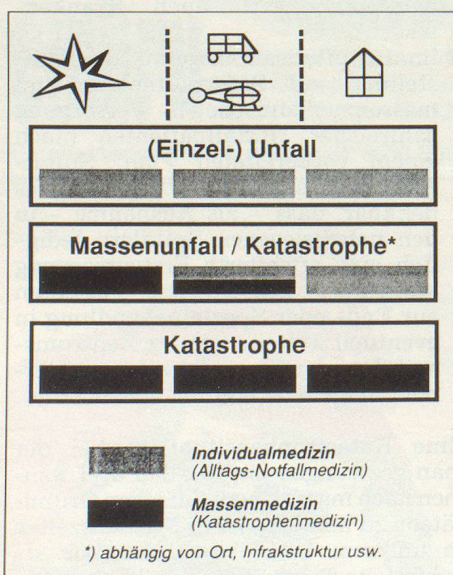 (Einzel-) Unfall
Massenunfall / Katastrophe*
Katastrophe
Individualmedizin
(Alltags-Notfallmedizin)
Massenmedizin
(Katastrophenmedizin)
*) abhängig von Ort, Infrakstruktur usw.